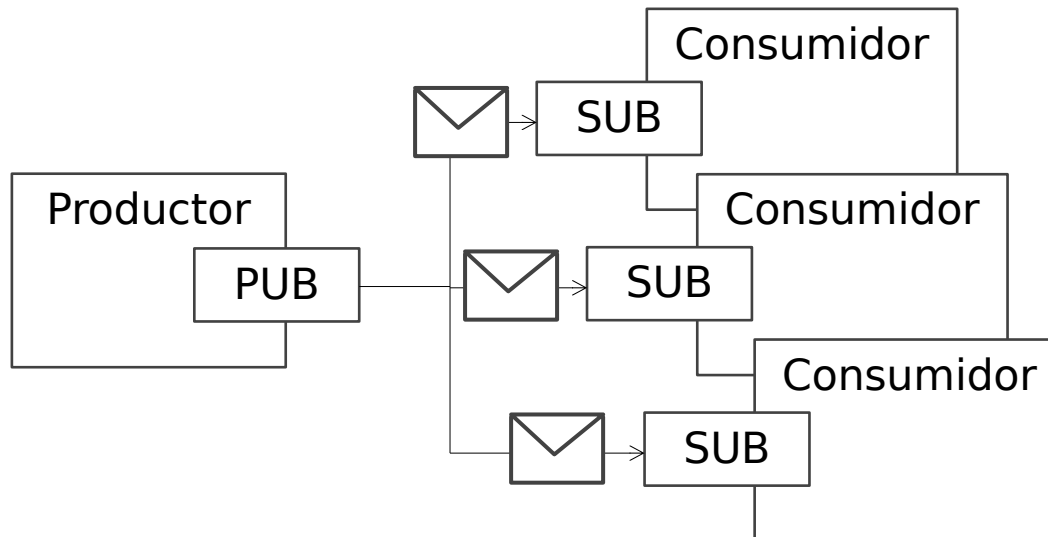 Consumidor
SUB
Productor
PUB
Consumidor
SUB
Consumidor
SUB